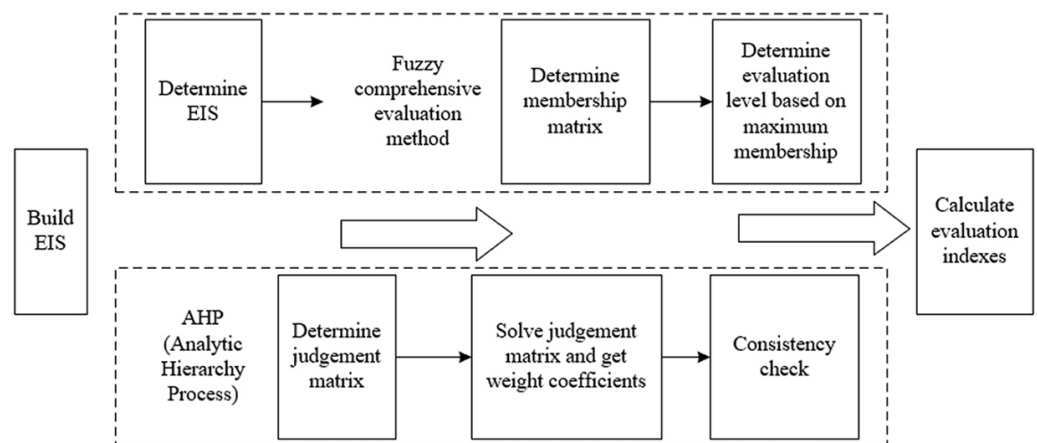 Build
EIS
Determine
EIS
Fuzzy
comprehensive
evaluation
method
Determine
membership
matrix
Determine
evaluation
level based on
maximum
membership
AHP
(Analytic
Hierarchy
Process)
Determine
judgement
matrix
Solve judgement
matrix and get
weight coefficients
Consistency
check
Calculate
evaluation
indexes